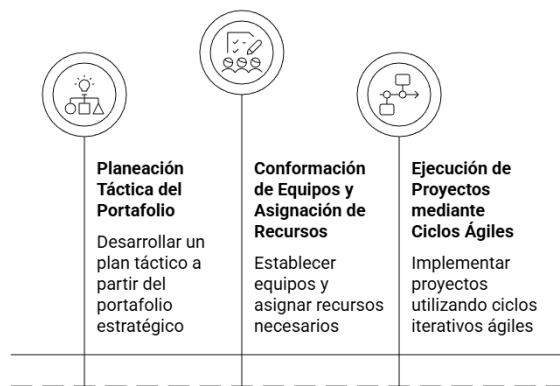 Planeación
Táctica del
Portafolio
Desarrollar un
plan táctico a
partir del
portafolio
estratégico
Conformación
de Equipos y
Asignación de
Recursos
Establecer
equipos y
asignar recursos
necesarios
Ejecución de
Proyectos
mediante
Ciclos Ágiles
Implementar
proyectos
utilizando ciclos
iterativos ágiles